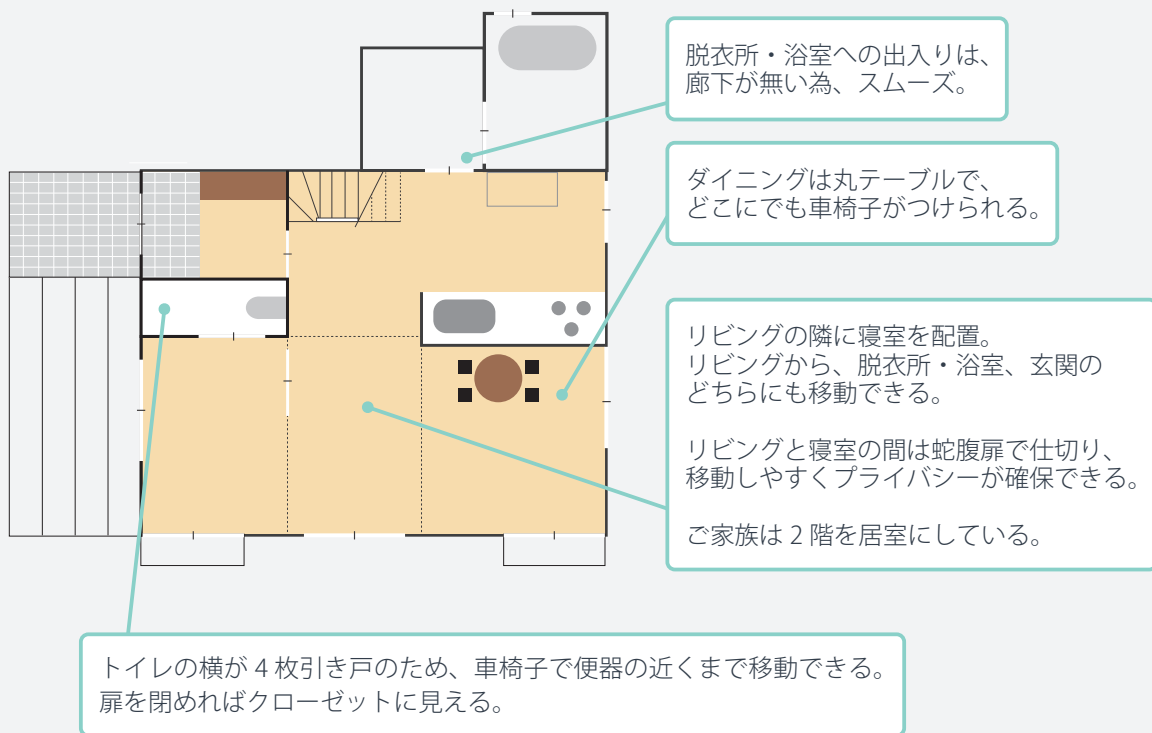 脱衣所・浴室への出入りは、
廊下が無い為、スムーズ。
ダイニングは丸テーブルで、
どこにでも車椅子がつけられる。
リビングの隣に寝室を配置。
リビングから、脱衣所・浴室、玄関の
どちらにも移動できる。
リビングと寝室の間は蛇腹扉で仕切り、
移動しやすくプライバシーが確保できる。
ご家族は 2 階を居室にしている。
トイレの横が 4 枚引き戸のため、車椅子で便器の近くまで移動できる。
扉を閉めればクローゼットに見える。